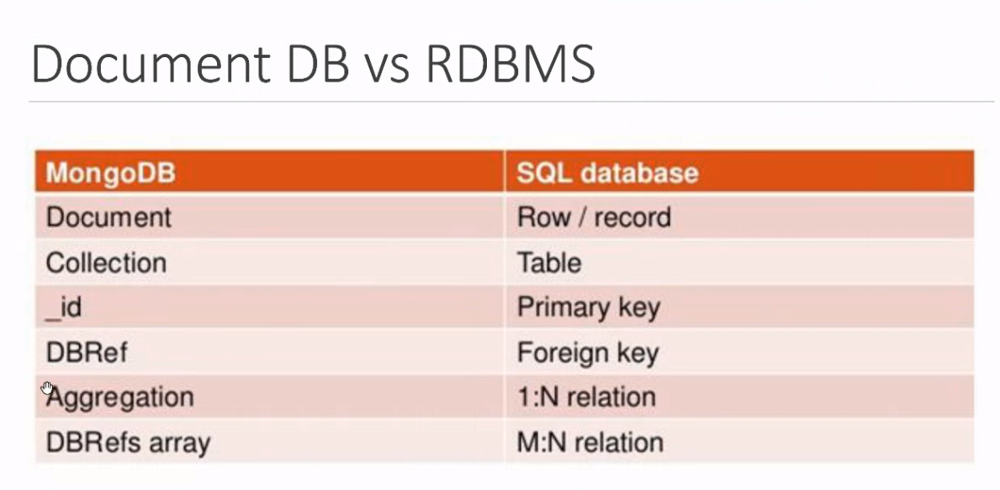 Document DB vs RDBMS
MongoDB SQL database
Document Row / record
Collection Table
_id Primary key
DBRef Foreign key
Aggregation 1:N relation
DBRefs array M:N relation